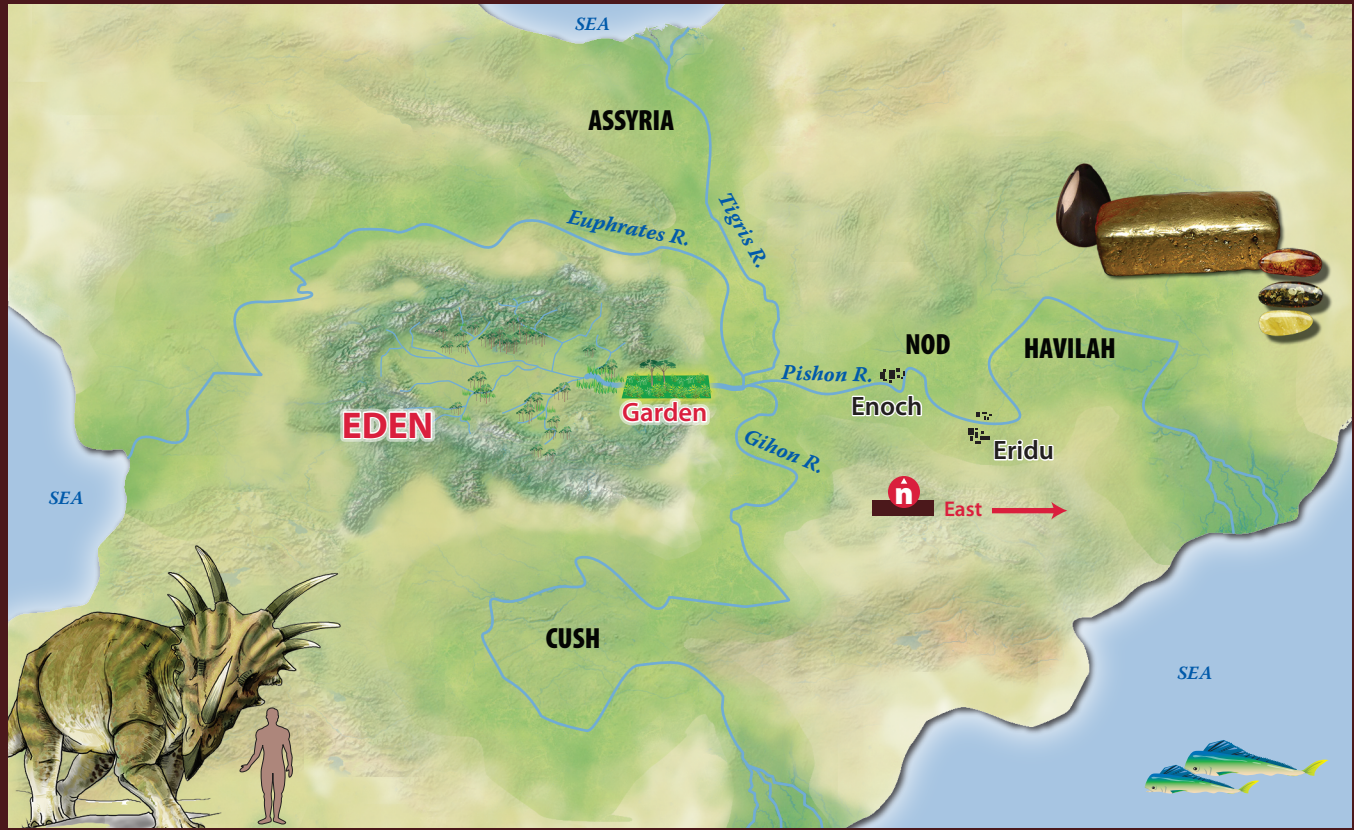 SEA
ASSYRIA
Tigris R.
Euphrates R.
NOD
HAVILAH
Pishon R.
Enoch
Garden
EDEN
Gihon R.
Eridu
SEA
n
East
CUSH
SEA